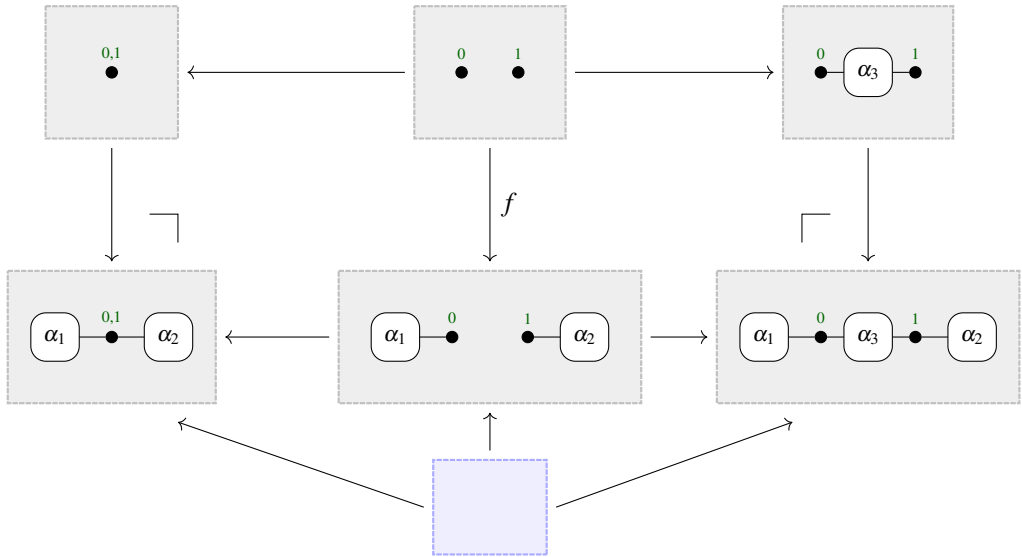 0,1
0 1
0 α₃ 1
f
α₁ 0,1 α₂
α₁ 0 1 α₂
α₁ 0 α₃ 1 α₂